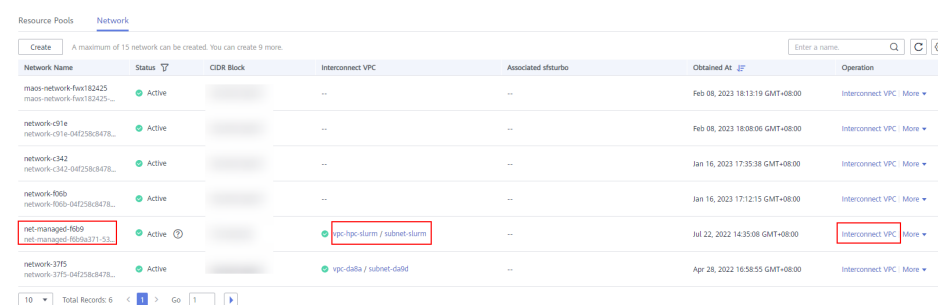 Resource Pools Network
Create A maximum of 15 network can be created. You can create 9 more. Enter a name.
Network Name Status CIDR Block Interconnect VPC Associated sfsturbo Obtained At Operation
maos-network-fwx182425 Active -- -- Feb 08, 2023 18:13:19 GMT+08:00 Interconnect VPC More
maos-network-fwx182425-...
network-c91e Active -- -- Feb 08, 2023 18:08:06 GMT+08:00 Interconnect VPC More
network-c91e-04f258c8478...
network-c342 Active -- -- Jan 16, 2023 17:35:38 GMT+08:00 Interconnect VPC More
network-c342-04f258c8478...
network-f06b Active -- -- Jan 16, 2023 17:12:15 GMT+08:00 Interconnect VPC More
network-f06b-04f258c8478...
net-managed-f6b9 Active ? vpc-hpc-slurm / subnet-slurm -- Jul 22, 2022 14:35:08 GMT+08:00 Interconnect VPC More
net-managed-f6b9a371-53...
network-37f5 Active vpc-da8a / subnet-da9d -- Apr 28, 2022 16:58:55 GMT+08:00 Interconnect VPC More
network-37f5-04f258c8478...
10 Total Records: 6 < 1 > Go 1